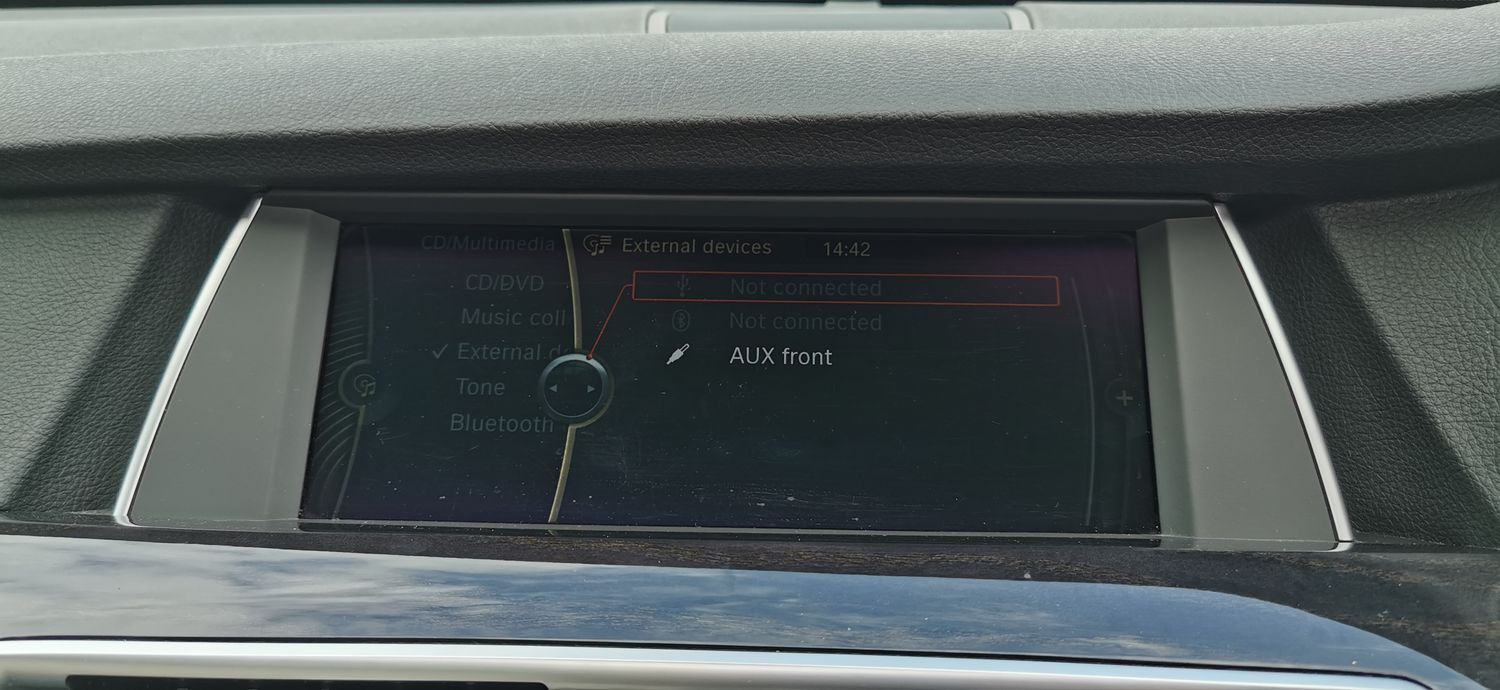 CD/Multimedia
CD/DVD
Music coll
External d
Tone
Bluetooth
External devices 14:42
Not connected
Not connected
AUX front